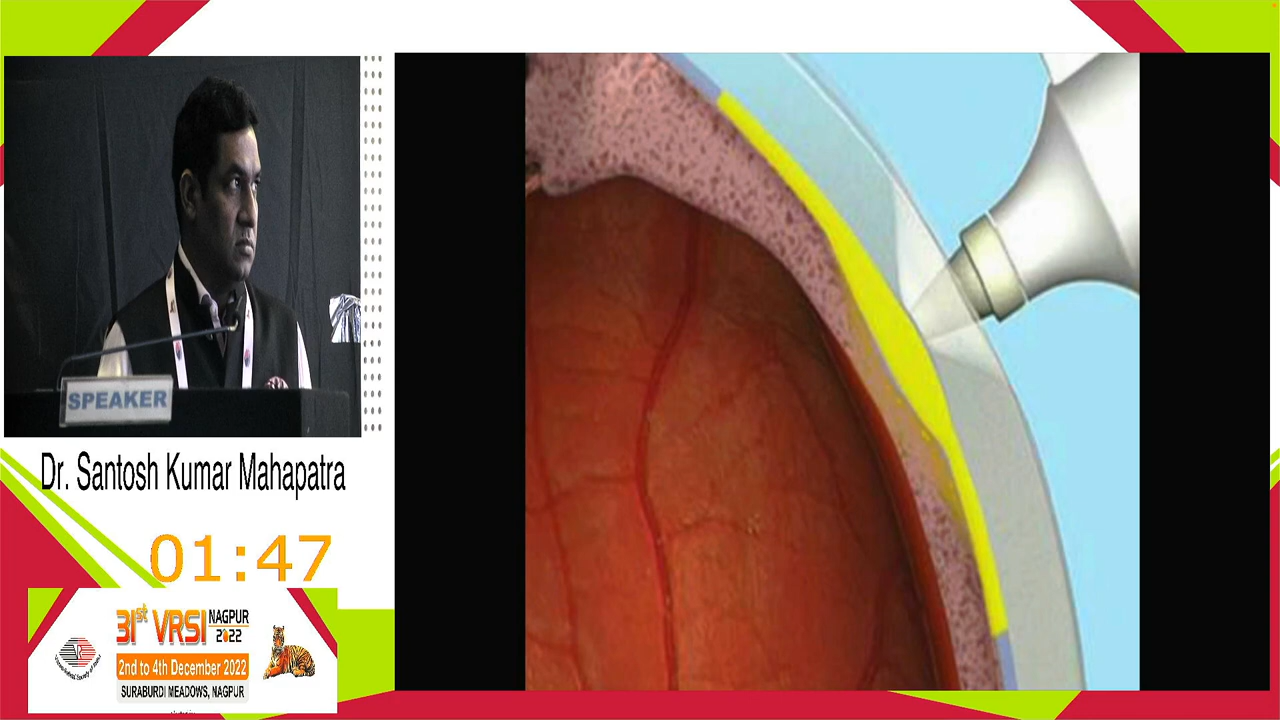 SPEAKER
Dr. Santosh Kumar Mahapatra
01:47
31st VRSI NAGPUR 2022
2nd to 4th December 2022
SURABURDI MEADOWS, NAGPUR